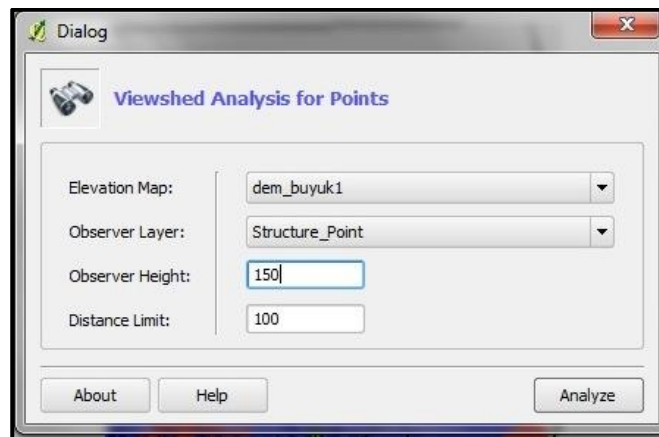 Dialog
Viewshed Analysis for Points
Elevation Map: dem_buyuk1
Observer Layer: Structure_Point
Observer Height: 150
Distance Limit: 100
About Help Analyze